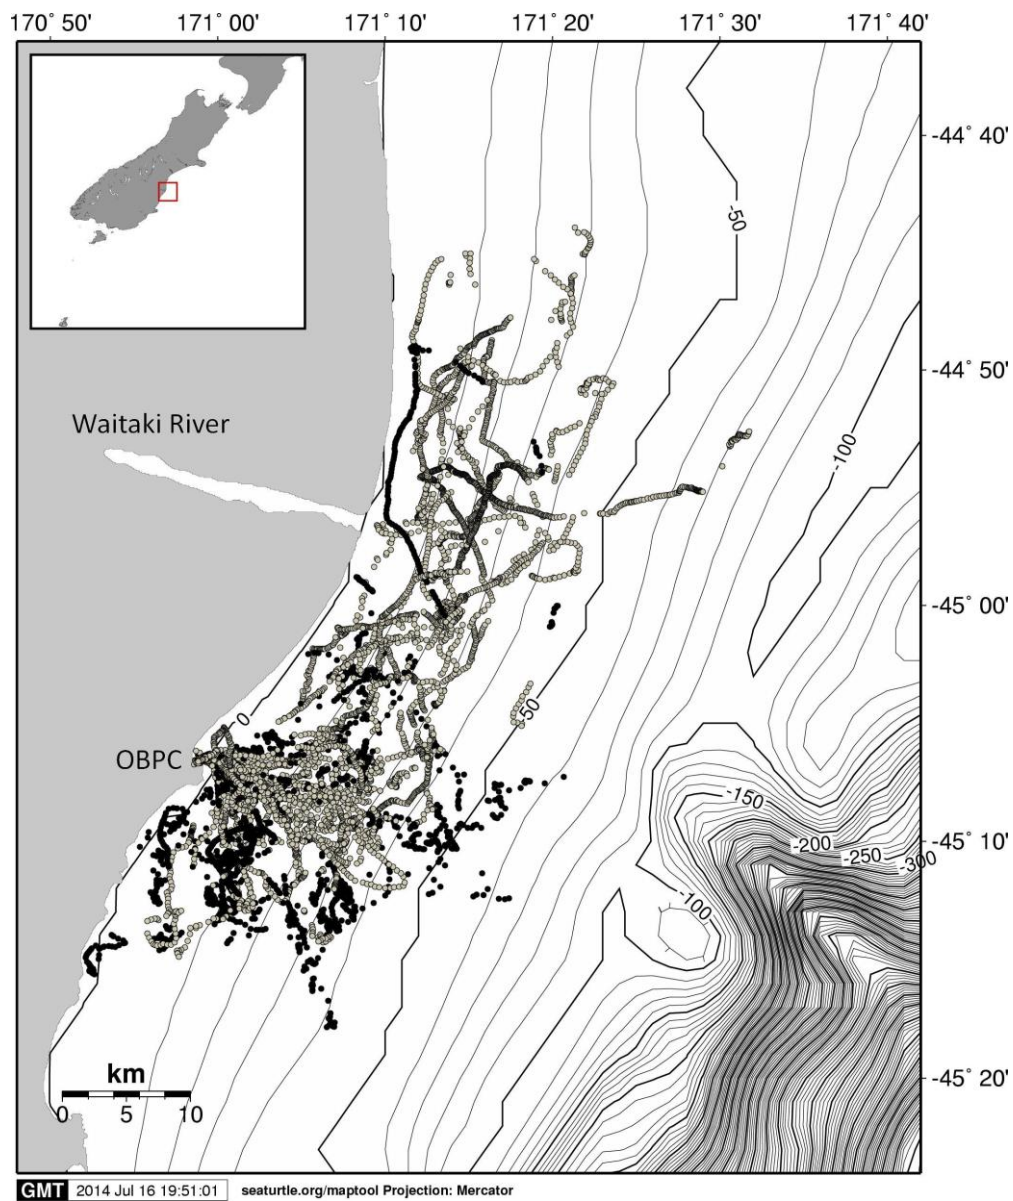 170˚ 50' 171˚ 00' 171˚ 10' 171˚ 20' 171˚ 30' 171˚ 40'
-44˚ 40'
-50
-44˚ 50'
Waitaki River
-100
-45˚ 00'
0
-50
OBPC
-150
-200
-250
-300
-45˚ 10'
-100
km
0 5 10
-45˚ 20'
GMT 2014 Jul 16 19:51:01 seaturtle.org/maptool Projection: Mercator